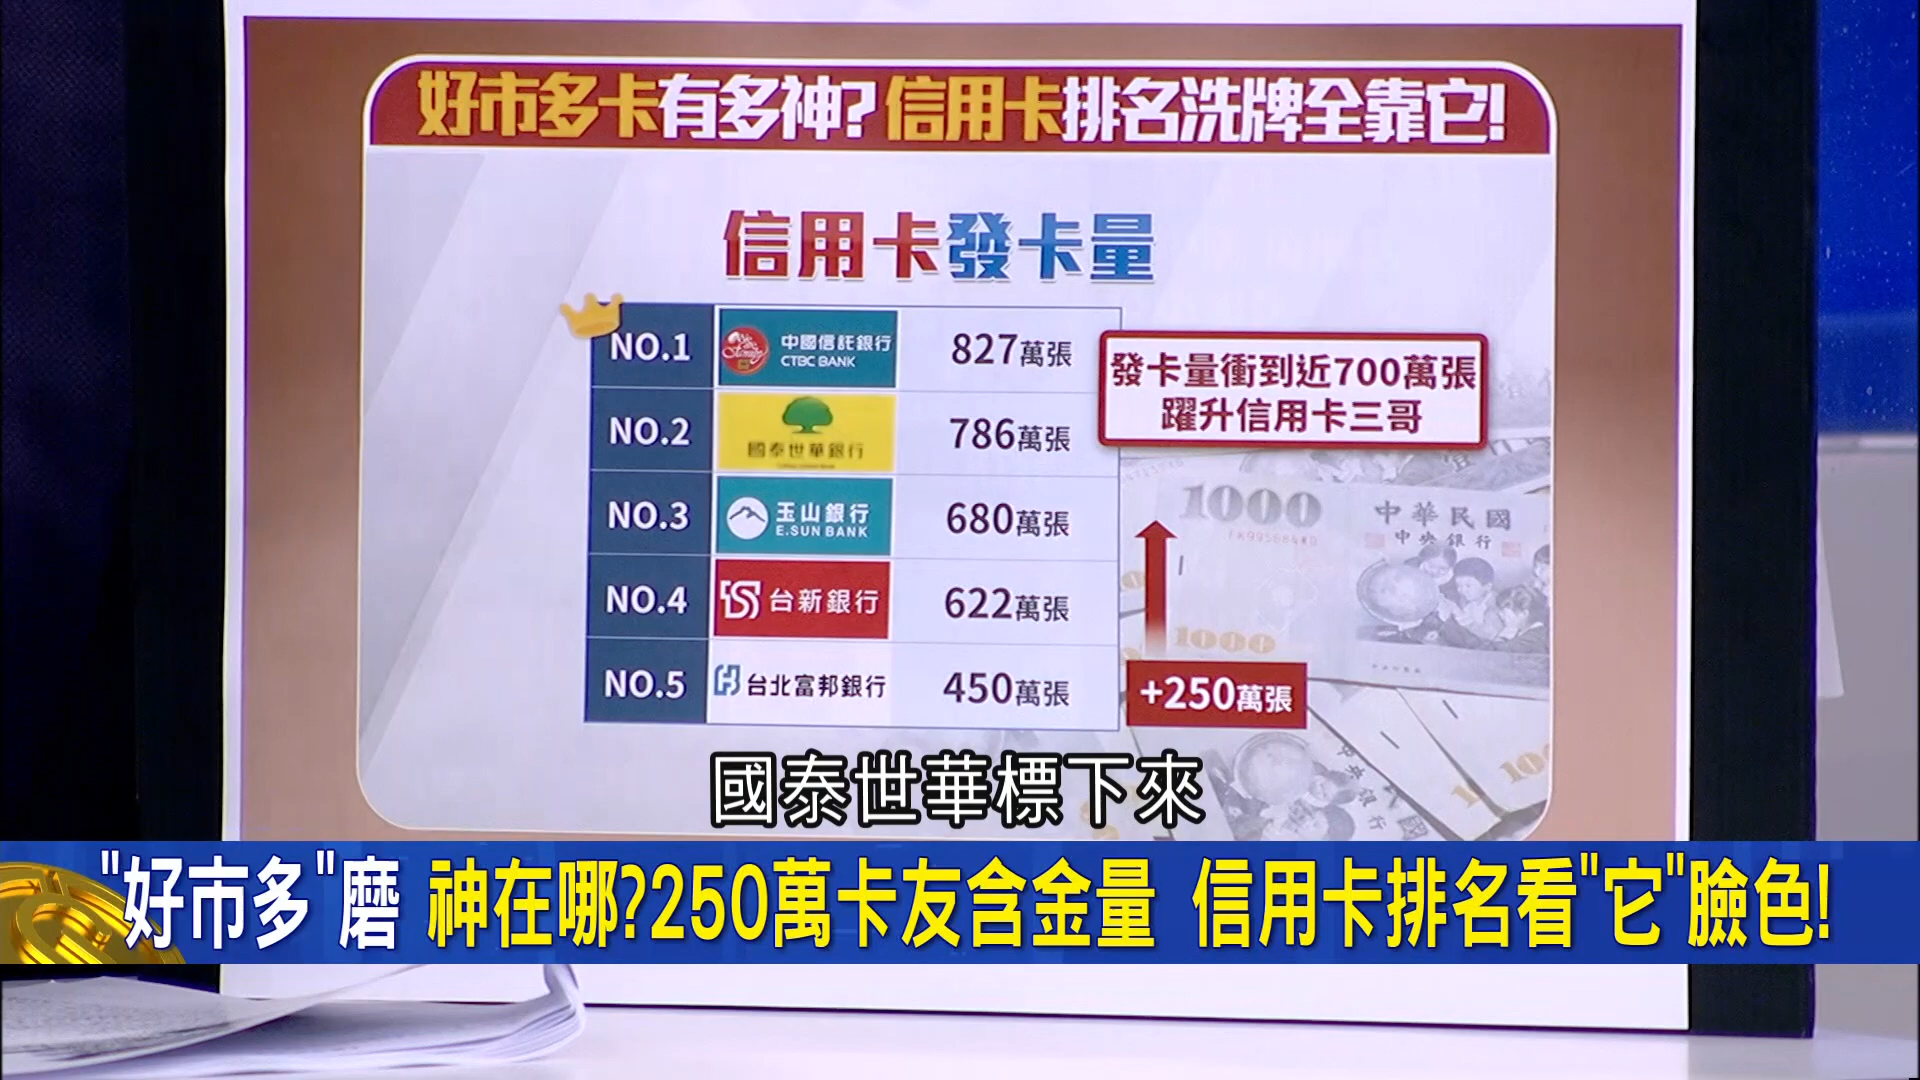 好市多卡有多神?信用卡排名洗牌全靠它!
信用卡發卡量
NO.1 中國信託銀行 CTBC BANK 827萬張
NO.2 國泰世華銀行 786萬張
NO.3 玉山銀行 E.SUN BANK 680萬張
NO.4 台新銀行 622萬張
NO.5 台北富邦銀行 450萬張
發卡量衝到近700萬張
躍升信用卡三哥
+250萬張
1000
中華民國
中央銀行
1000
國泰世華標下來
"好市多"磨 神在哪?250萬卡友含金量 信用卡排名看"它"臉色!